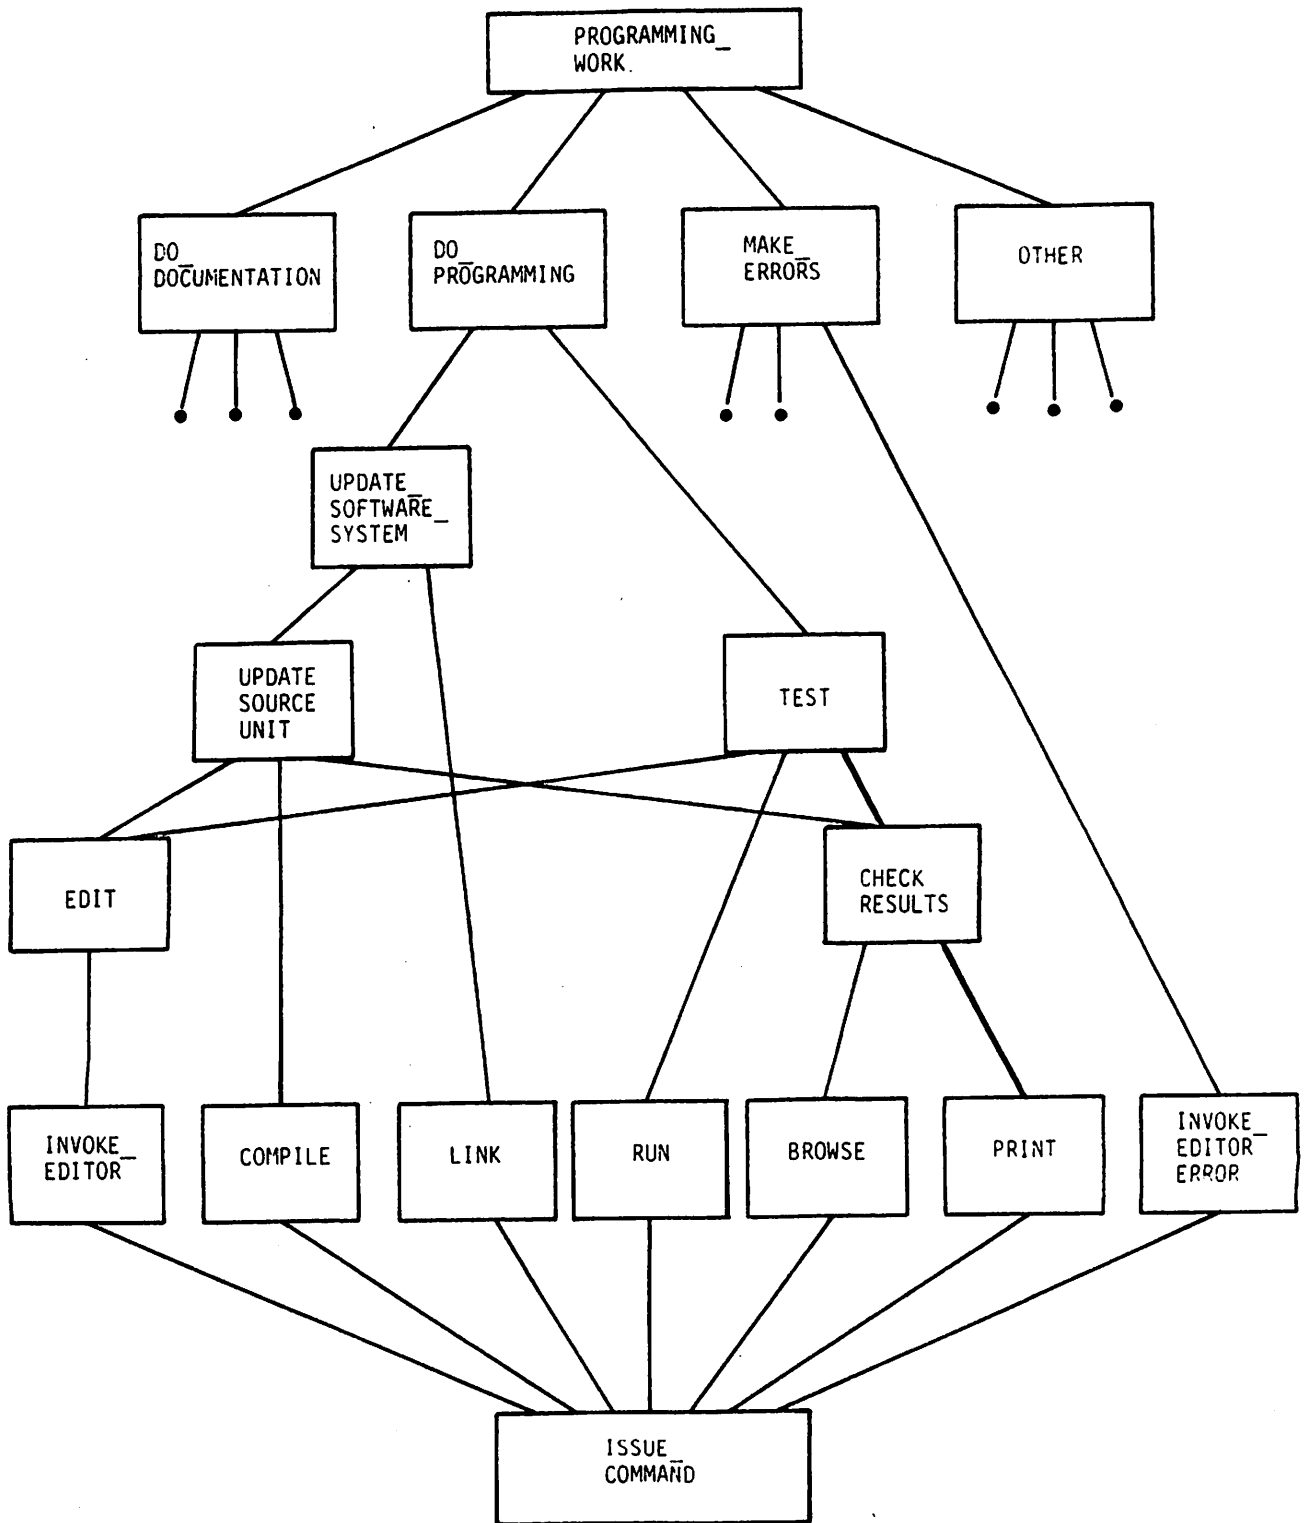 PROGRAMMING_
WORK.
DO_
DOCUMENTATION
DO_
PROGRAMMING
MAKE_
ERRORS
OTHER
UPDATE_
SOFTWARE_
SYSTEM
UPDATE
SOURCE
UNIT
TEST
EDIT
CHECK
RESULTS
INVOKE_
EDITOR
COMPILE
LINK
RUN
BROWSE
PRINT
INVOKE_
EDITOR_
ERROR
ISSUE_
COMMAND